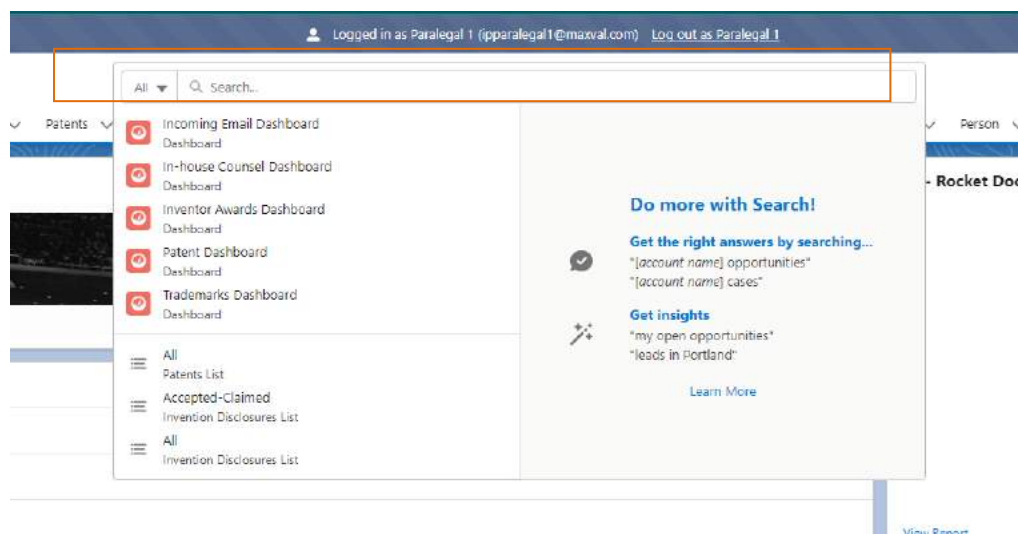 Logged in as Paralegal 1 (ipparalegal1@maxval.com) Log out as Paralegal 1
All Search...
Patents
Person
Incoming Email Dashboard
Dashboard
In-house Counsel Dashboard
Dashboard
Inventor Awards Dashboard
Dashboard
Patent Dashboard
Dashboard
Trademarks Dashboard
Dashboard
All
Patents List
Accepted-Claimed
Invention Disclosures List
All
Invention Disclosures List
Do more with Search!
Get the right answers by searching...
"[account name] opportunities"
"[account name] cases"
Get insights
"my open opportunities"
"leads in Portland"
Learn More
- Rocket Doc
View Report